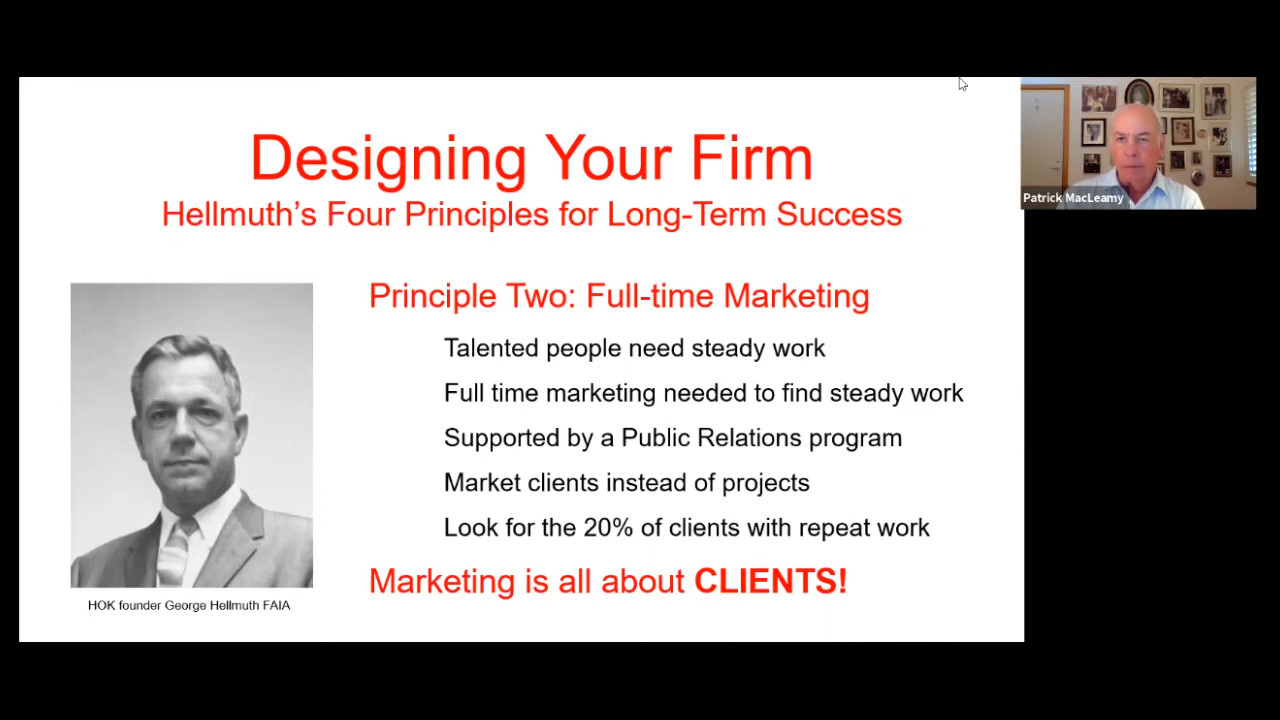 Designing Your Firm
Hellmuth's Four Principles for Long-Term Success
Principle Two: Full-time Marketing
Talented people need steady work
Full time marketing needed to find steady work
Supported by a Public Relations program
Market clients instead of projects
Look for the 20% of clients with repeat work
Marketing is all about CLIENTS!
HOK founder George Hellmuth FAIA
Patrick MacLeamy